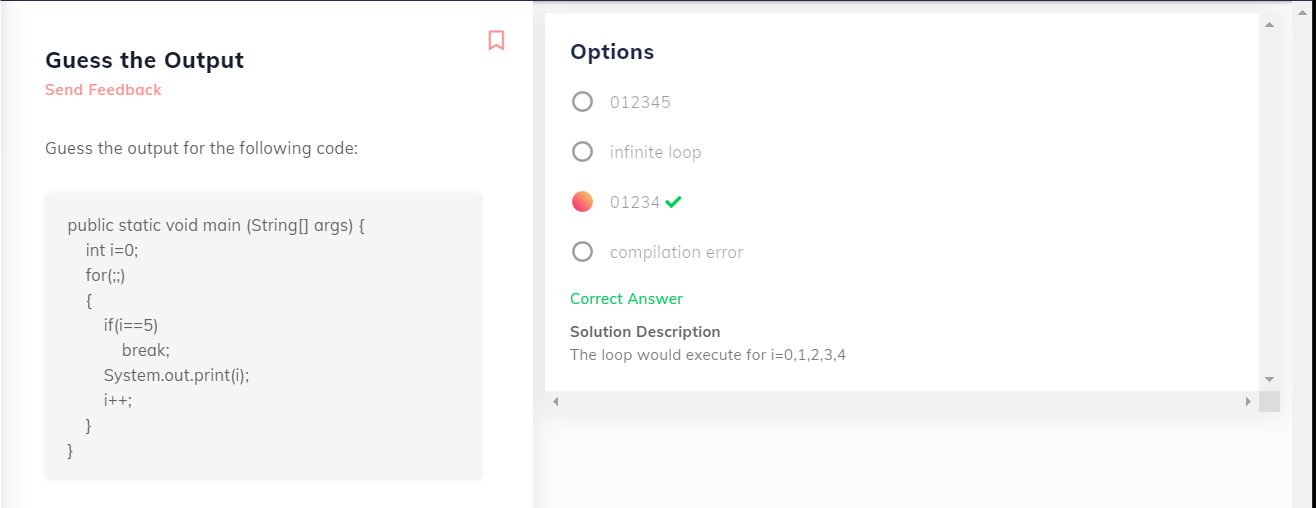 Guess the Output
Send Feedback
Guess the output for the following code:
public static void main (String[] args) {
    int i=0;
    for(;;)
    {
        if(i==5)
            break;
        System.out.print(i);
        i++;
    }
}
Options
012345
infinite loop
01234
compilation error
Correct Answer
Solution Description
The loop would execute for i=0,1,2,3,4